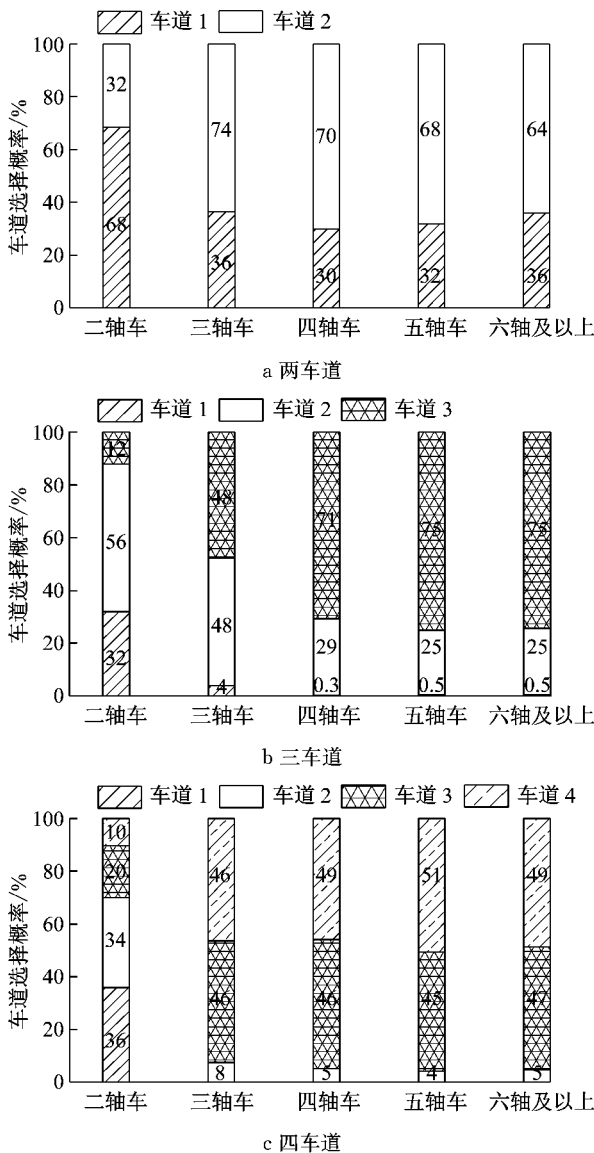 车道 1 车道 2
车道选择概率/%
100
80
60
40
20
0
32 74 70 68 64
68 36 30 32 36
二轴车 三轴车 四轴车 五轴车 六轴及以上
a 两车道
车道 1 车道 2 车道 3
车道选择概率/%
100
80
60
40
20
0
12 48 71 75 75
56 48 29 25 25
32 4 0.3 0.5 0.5
二轴车 三轴车 四轴车 五轴车 六轴及以上
b 三车道
车道 1 车道 2 车道 3 车道 4
车道选择概率/%
100
80
60
40
20
0
10 46 49 51 49
20 46 46 45 47
34 8 5 4 5
36
二轴车 三轴车 四轴车 五轴车 六轴及以上
c 四车道